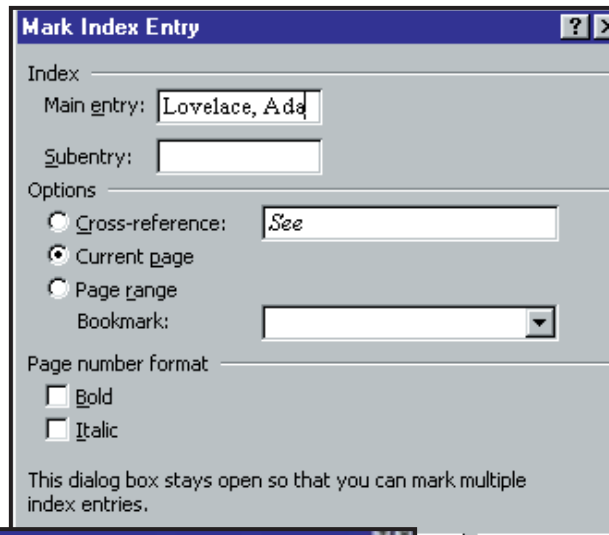 Mark Index Entry
Index
Main entry: Lovelace, Ada
Subentry:
Options
Cross-reference: See
Current page
Page range
Bookmark:
Page number format
Bold
Italic
This dialog box stays open so that you can mark multiple
index entries.